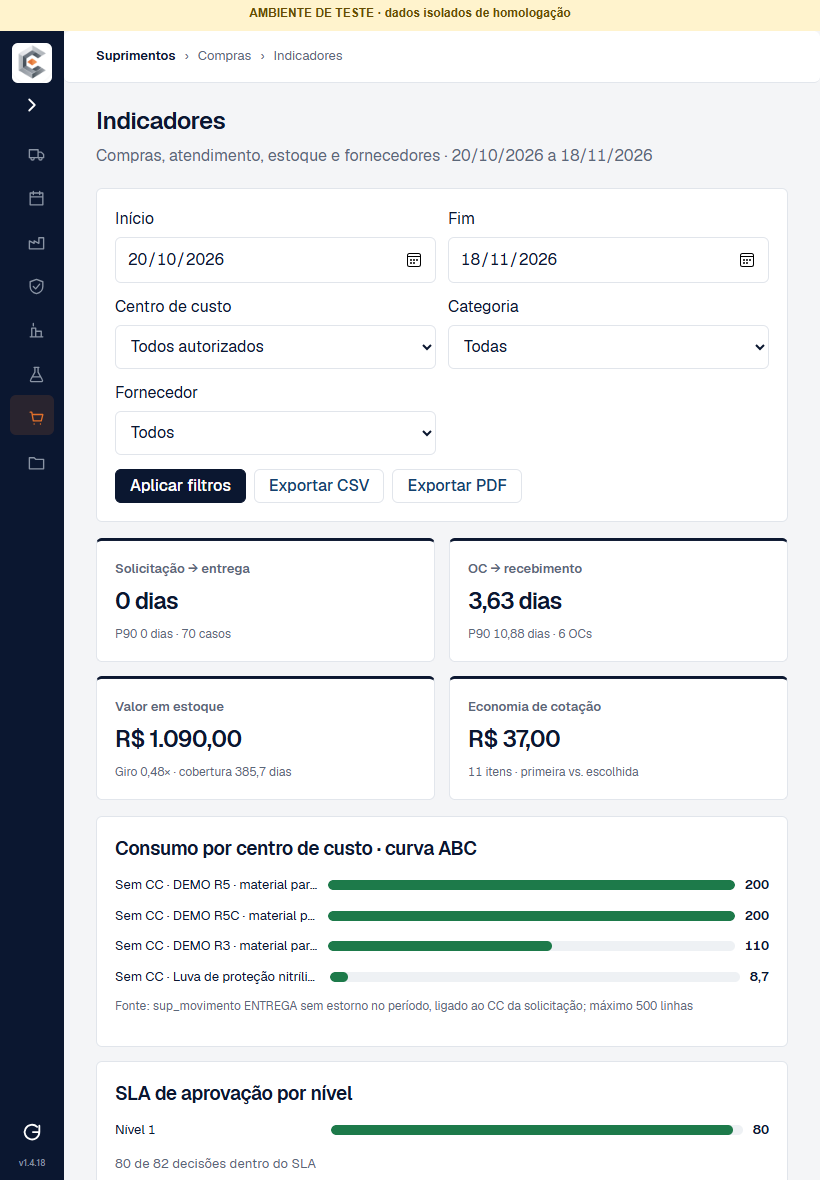 AMBIENTE DE TESTE · dados isolados de homologação
Suprimentos › Compras › Indicadores
Indicadores
Compras, atendimento, estoque e fornecedores · 20/10/2026 a 18/11/2026
Início
Fim
20/10/2026
18/11/2026
Centro de custo
Categoria
Todos autorizados
Todas
Fornecedor
Todos
Aplicar filtros
Exportar CSV
Exportar PDF
Solicitação → entrega
0 dias
P90 0 dias · 70 casos
OC → recebimento
3,63 dias
P90 10,88 dias · 6 OCs
Valor em estoque
R$ 1.090,00
Giro 0,48× · cobertura 385,7 dias
Economia de cotação
R$ 37,00
11 itens · primeira vs. escolhida
Consumo por centro de custo · curva ABC
Sem CC · DEMO R5 · material par... 200
Sem CC · DEMO R5C · material p... 200
Sem CC · DEMO R3 · material par... 110
Sem CC · Luva de proteção nitríli... 8,7
Fonte: sup_movimento ENTREGA sem estorno no período, ligado ao CC da solicitação; máximo 500 linhas
SLA de aprovação por nível
Nível 1 80
80 de 82 decisões dentro do SLA
v1.4.18